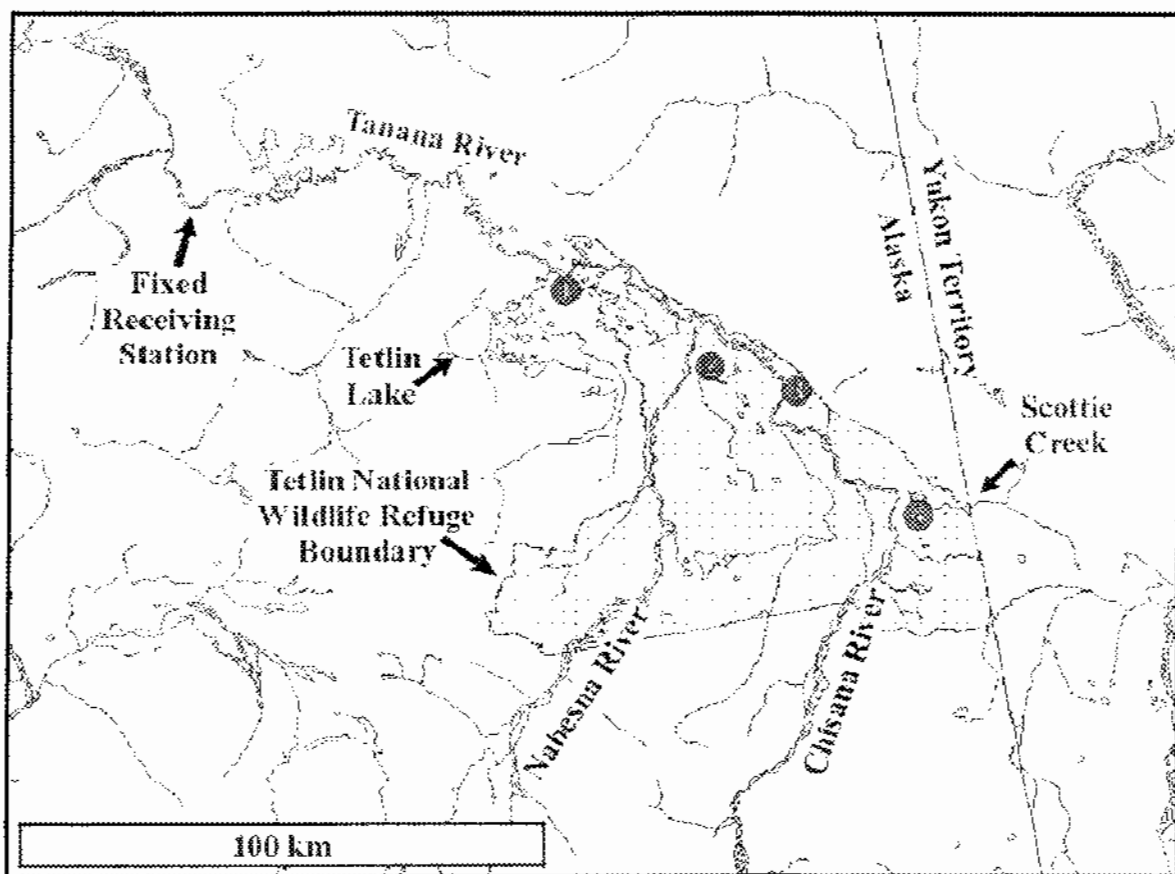 Tanana River
Yukon Territory
Alaska
Fixed
Receiving
Station
Tetlin
Lake
Scottie
Creek
Tetlin National
Wildlife Refuge
Boundary
Nabesna River
Chisana River
100 km